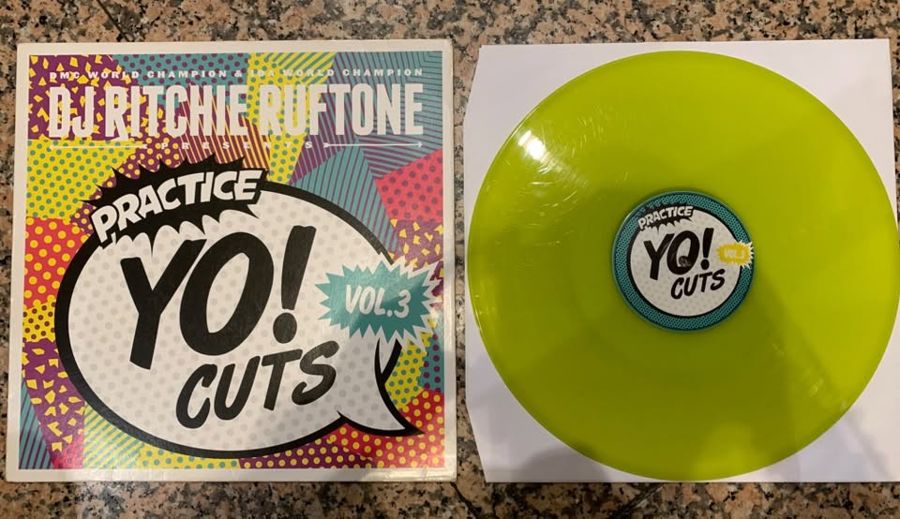 DMC WORLD CHAMPION & IDA WORLD CHAMPION
DJ RITCHIE RUFTONE
PRESENTS
PRACTICE
YO!
CUTS
VOL.3
PRACTICE
YO!
CUTS
VOL.3